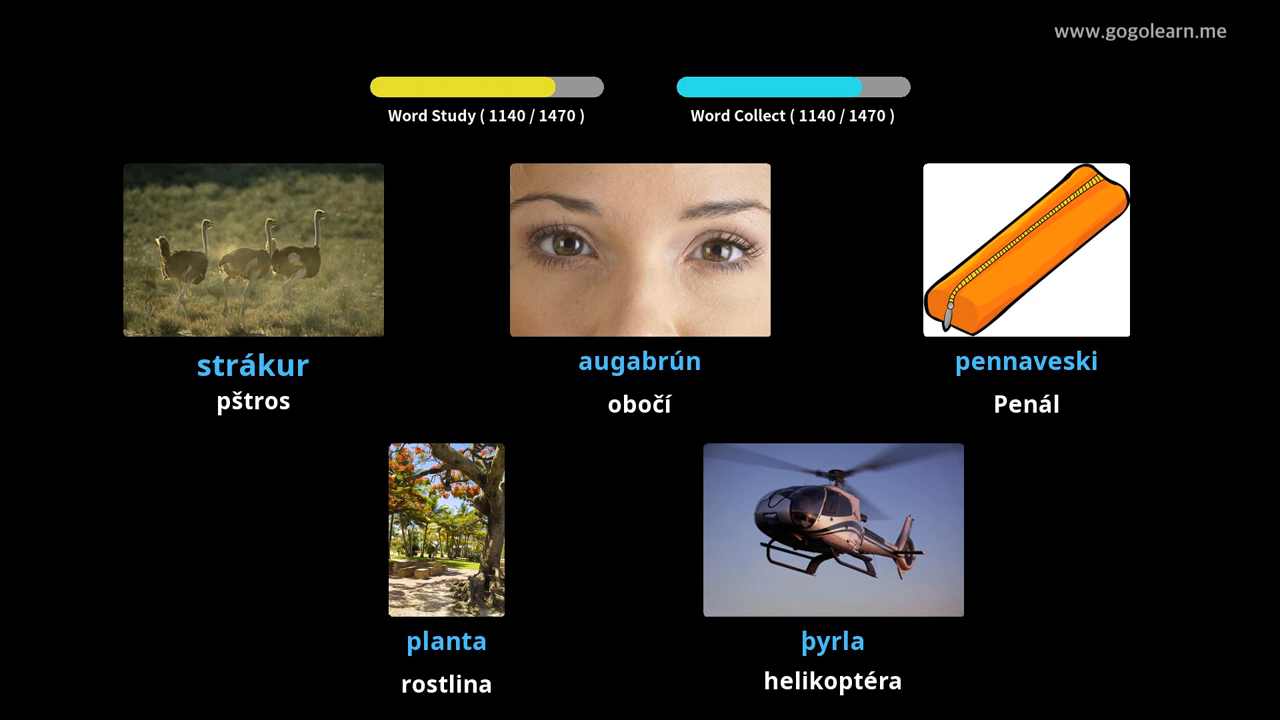 www.gogolearn.me
Word Study ( 1140 / 1470 )
Word Collect ( 1140 / 1470 )
strákur
augabrún
pennaveski
pštros
obočí
Penál
planta
þyrla
rostlina
helikoptéra